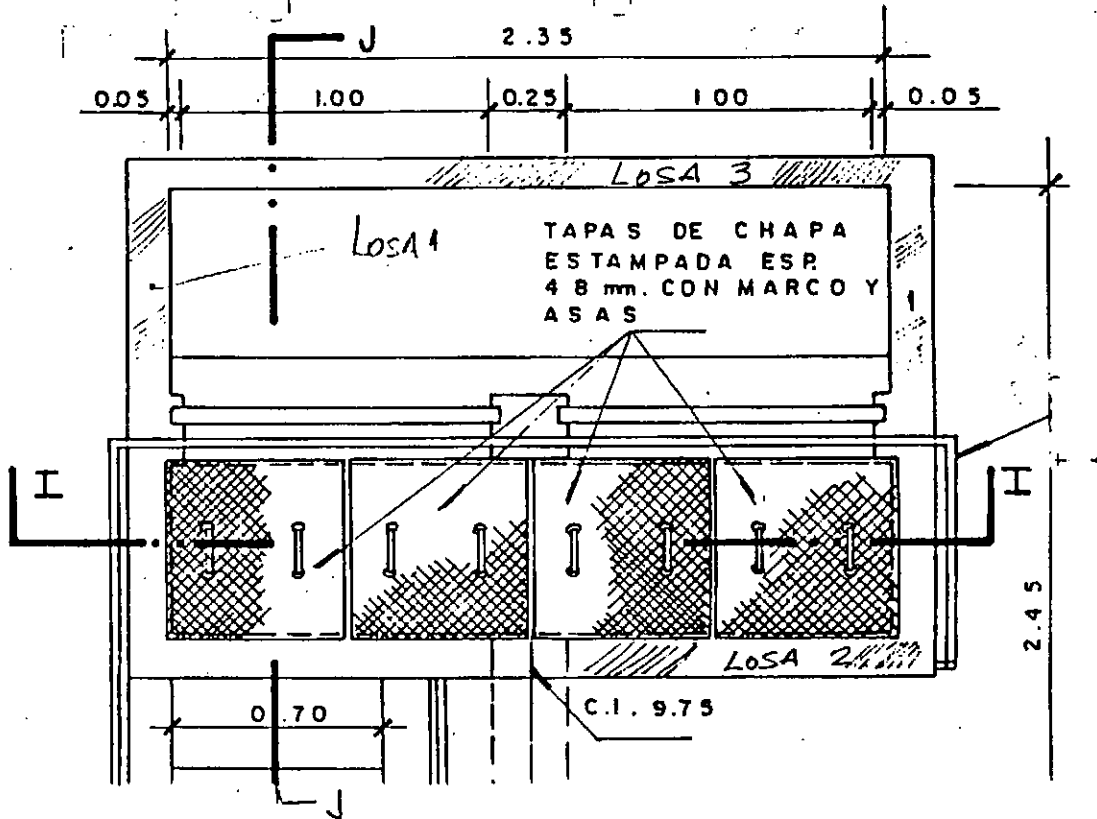 J
2.35
0.05
1.00
0.25
1.00
0.05
LOSA 3
LOSA 1
TAPAS DE CHAPA
ESTAMPADA ESP.
4 8 mm. CON MARCO Y
ASAS
1
I
I
2.45
LOSA 2
C.I. 9.75
0.70
J